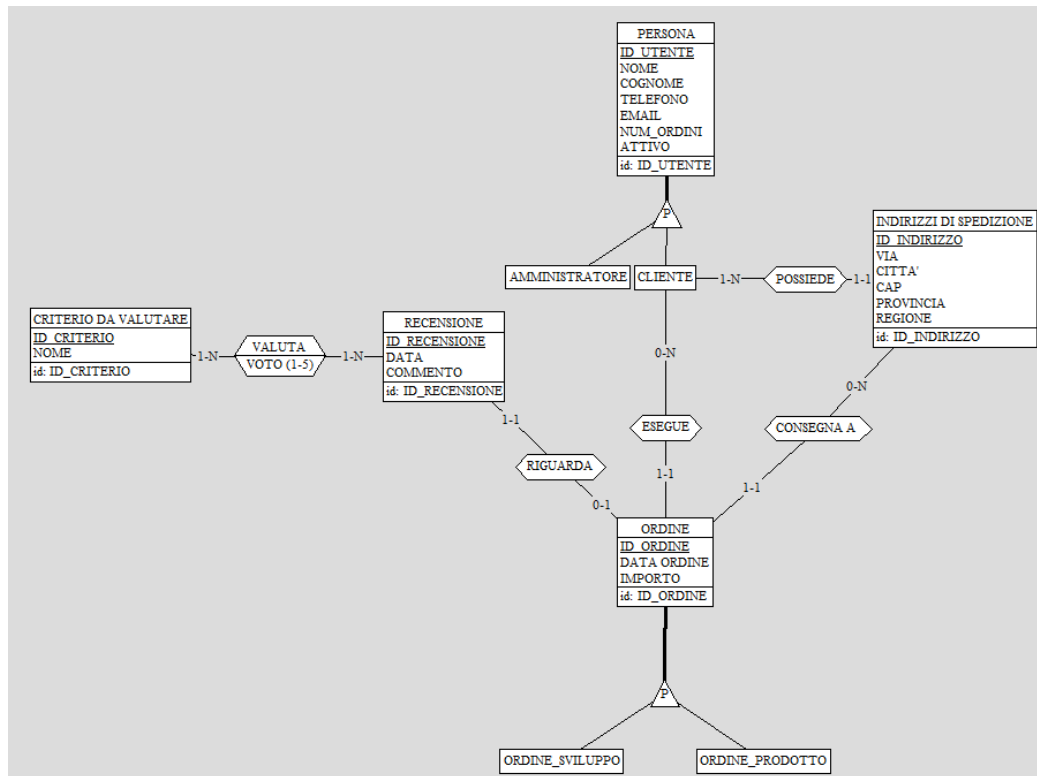 PERSONA
ID_UTENTE
NOME
COGNOME
TELEFONO
EMAIL
NUM_ORDINI
ATTIVO
id: ID_UTENTE
P
AMMINISTRATORE
CLIENTE
1-N
POSSIEDE
1-1
INDIRIZZI DI SPEDIZIONE
ID_INDIRIZZO
VIA
CITTA'
CAP
PROVINCIA
REGIONE
id: ID_INDIRIZZO
CRITERIO DA VALUTARE
ID_CRITERIO
NOME
id: ID_CRITERIO
1-N
VALUTA
VOTO (1-5)
1-N
RECENSIONE
ID_RECENSIONE
DATA
COMMENTO
id: ID_RECENSIONE
0-N
0-N
1-1
ESEGUE
CONSEGNA A
RIGUARDA
1-1
1-1
0-1
ORDINE
ID_ORDINE
DATA ORDINE
IMPORTO
id: ID_ORDINE
P
ORDINE_SVILUPPO
ORDINE_PRODOTTO